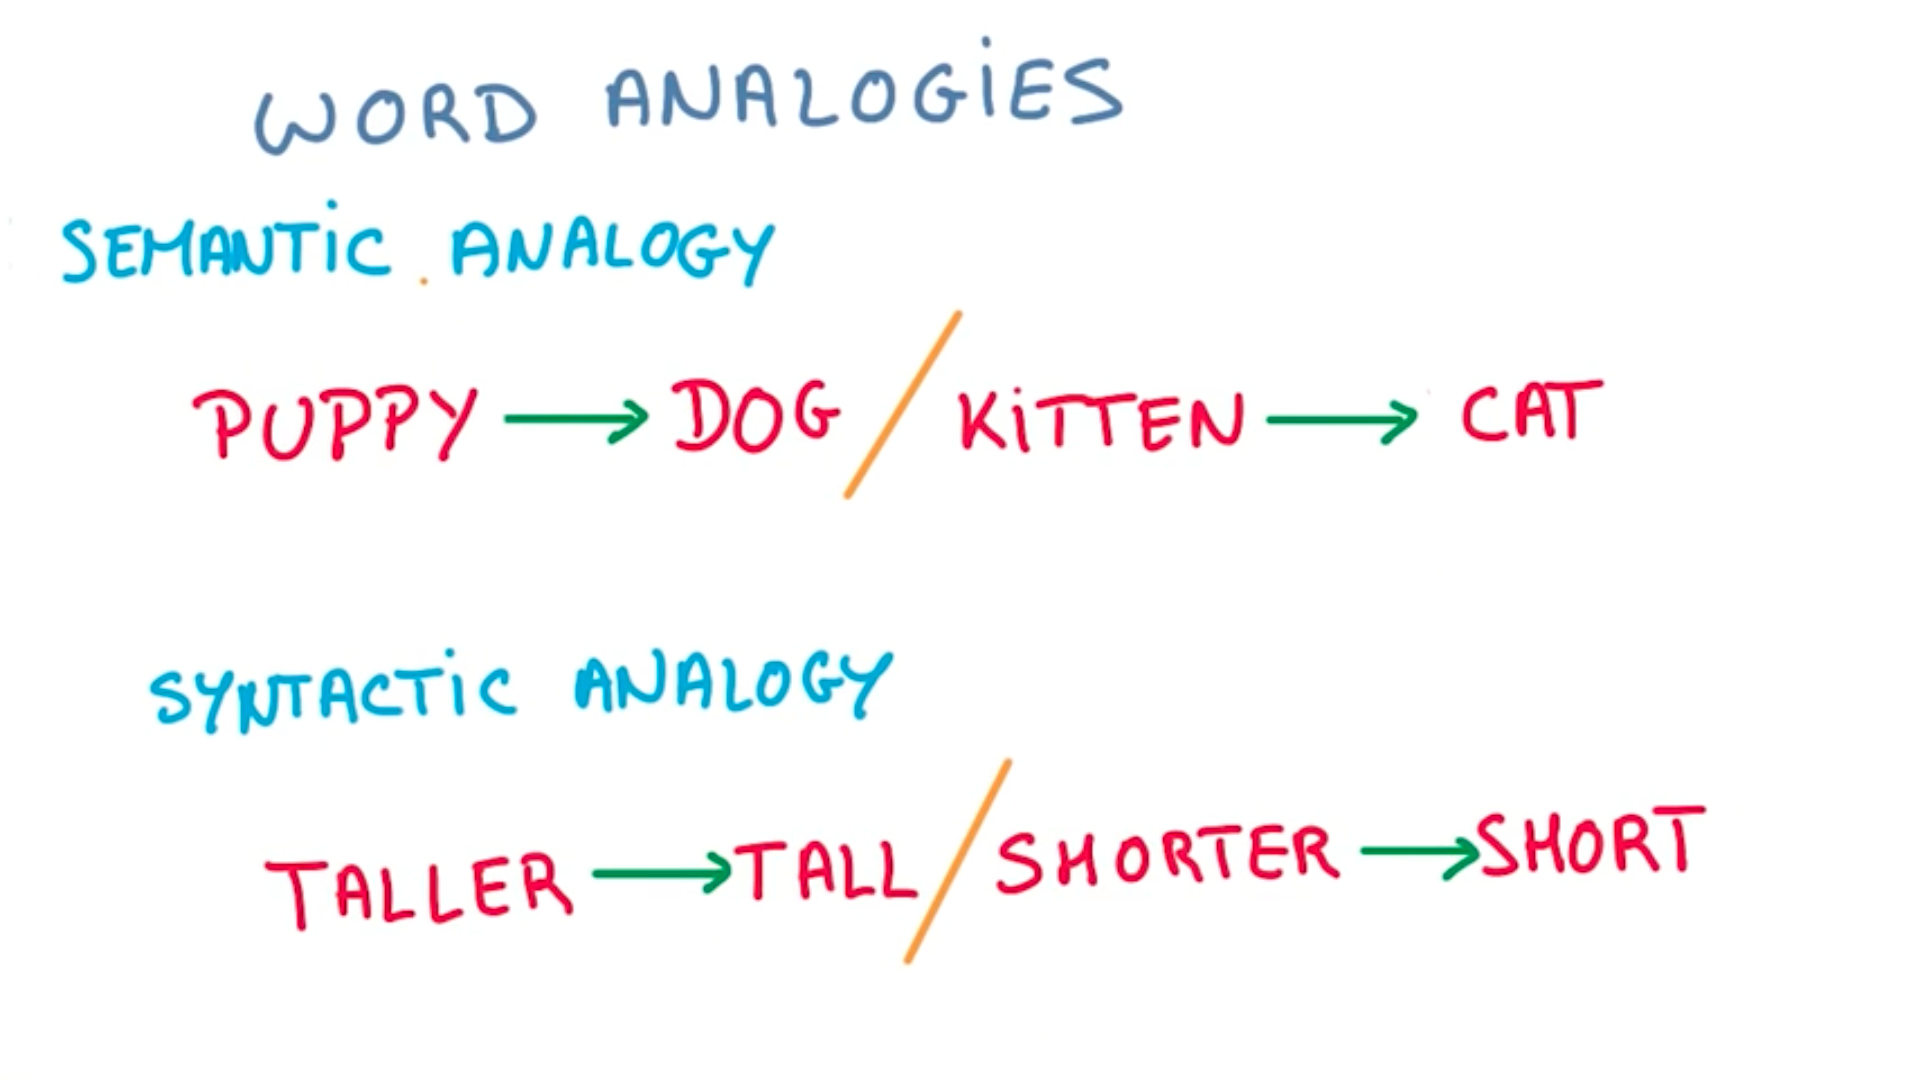 WORD ANALOGIES
SEMANTIC ANALOGY
PUPPY → DOG / KITTEN → CAT
SYNTACTIC ANALOGY
TALLER → TALL / SHORTER → SHORT